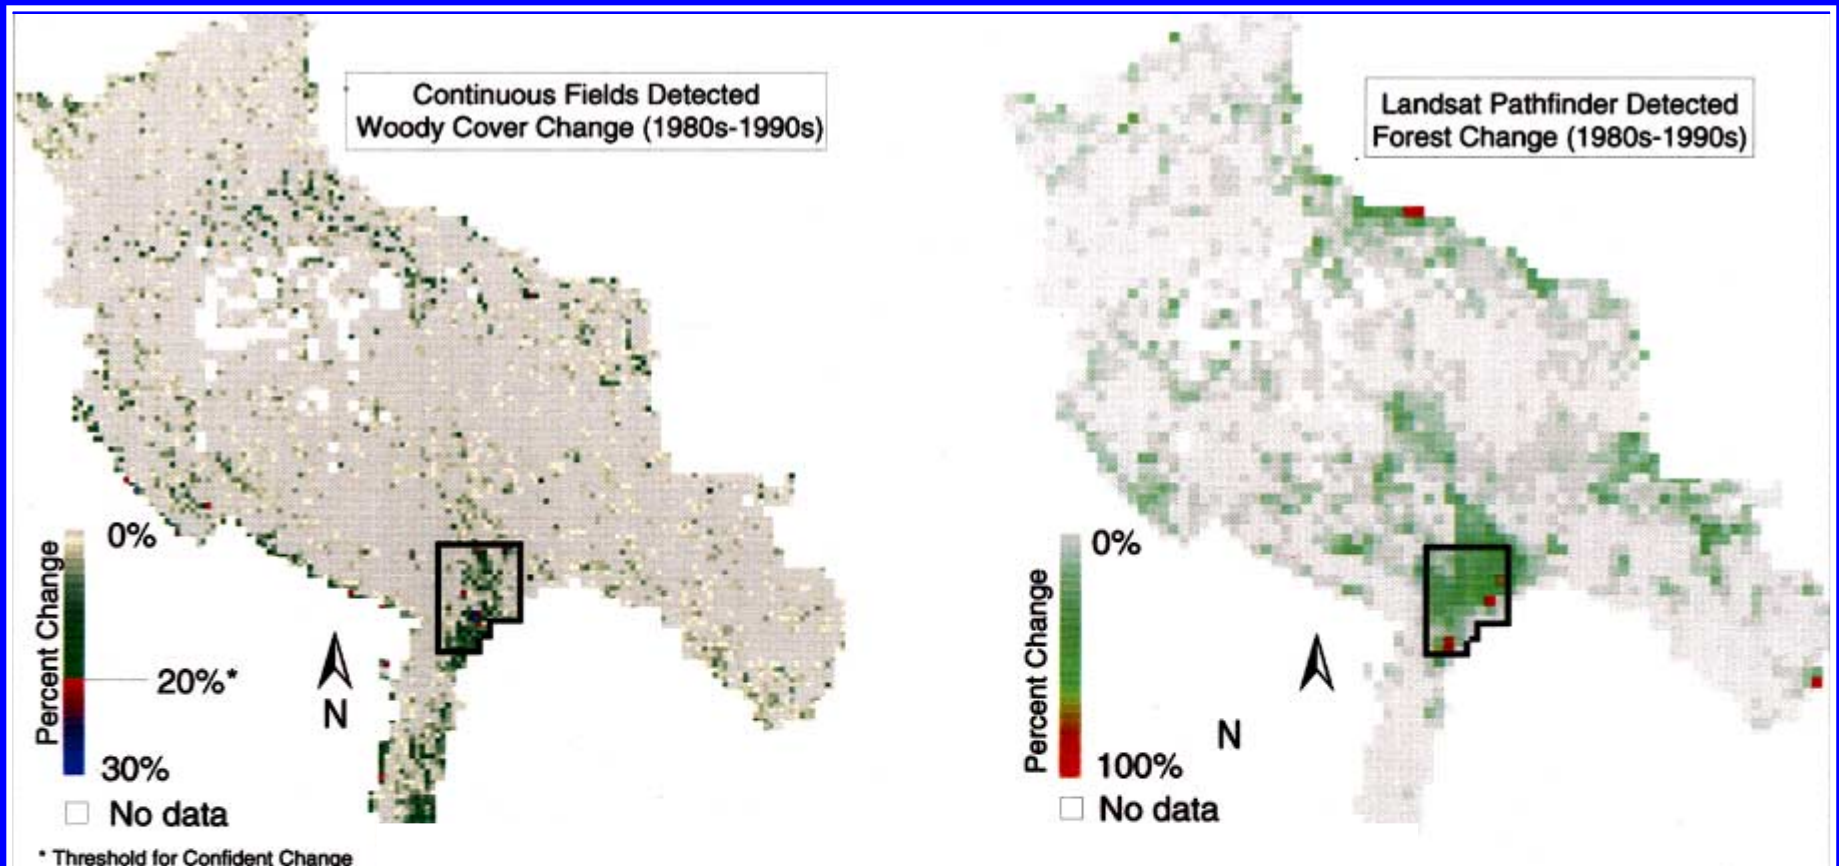 Continuous Fields Detected
Woody Cover Change (1980s-1990s)
0%
Percent Change
20%*
30%
No data
N
* Threshold for Confident Change
Landsat Pathfinder Detected
Forest Change (1980s-1990s)
0%
Percent Change
100%
No data
N